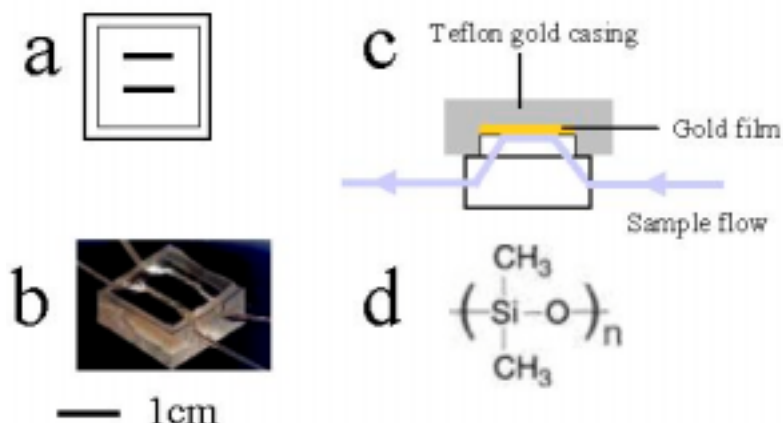 a
c
Teflon gold casing
Gold film
Sample flow
b
d
CH3
( Si-O )n
CH3
1cm